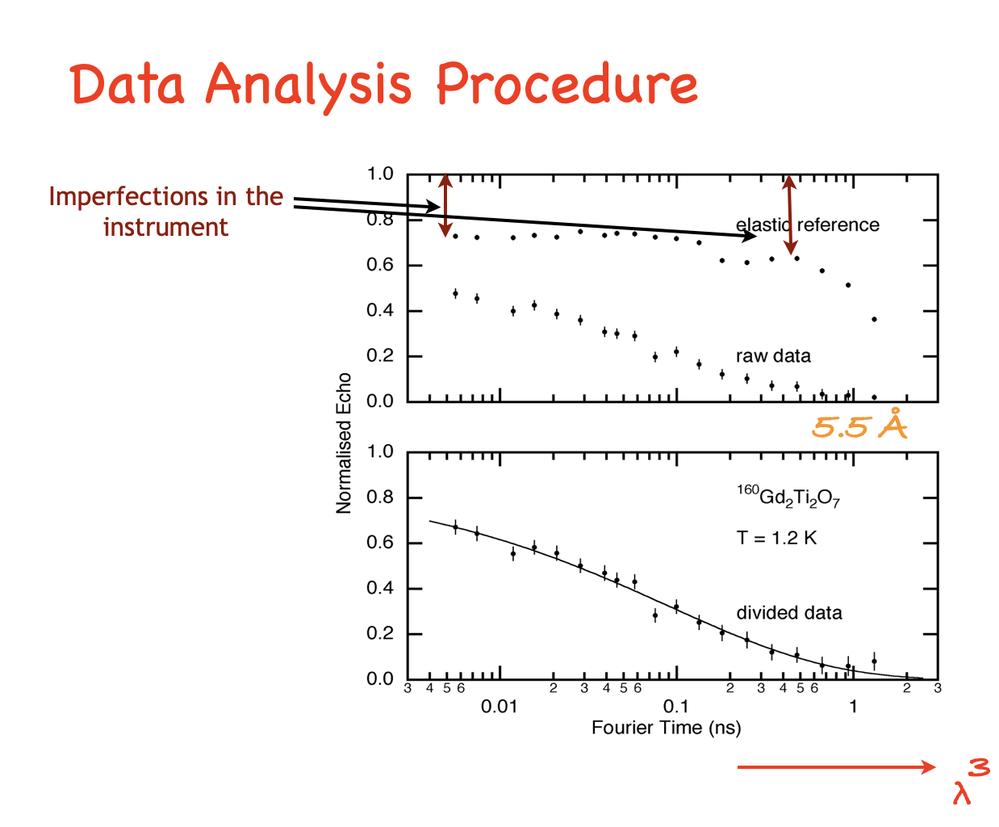 Data Analysis Procedure
Imperfections in the
instrument
1.0
0.8
elastic reference
0.6
0.4
raw data
0.2
0.0
5.5 Å
Normalised Echo
1.0
0.8
¹⁶⁰Gd₂Ti₂O₇
0.6
T = 1.2 K
0.4
divided data
0.2
0.0
3 4 5 6 2 3 4 5 6 2 3 4 5 6 2 3
0.01 0.1 1
Fourier Time (ns)
λ³